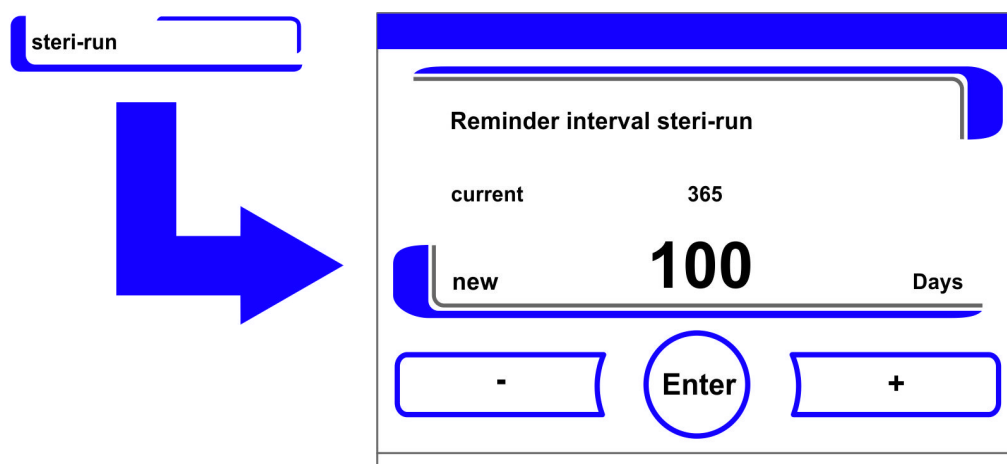 steri-run
Reminder interval steri-run
current 365
new 100 Days
- Enter +